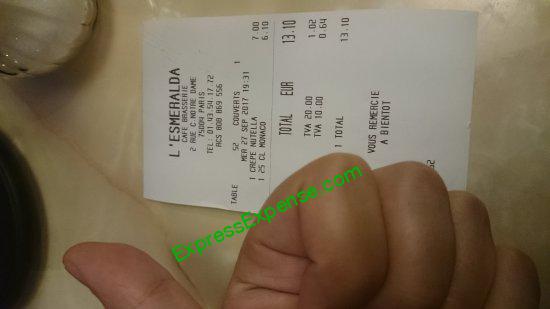 L'ESMERALDA
CAFE BRASSERIE
2 RUE C NOTRE DAME
75004 PARIS
TEL: 01.43.54.17.72
RCS 808 869 556
TABLE 52 COUVERTS 1
MER 27 SEP 2017 19:31
1 CREPE NUTELLA 7.00
1 25 CL MONACO 6.10
TOTAL EUR 13.10
TVA 20.00 1.02
TVA 10.00 0.64
1 TOTAL 13.10
VOUS REMERCIE
A BIENTOT
ExpressExpense.com